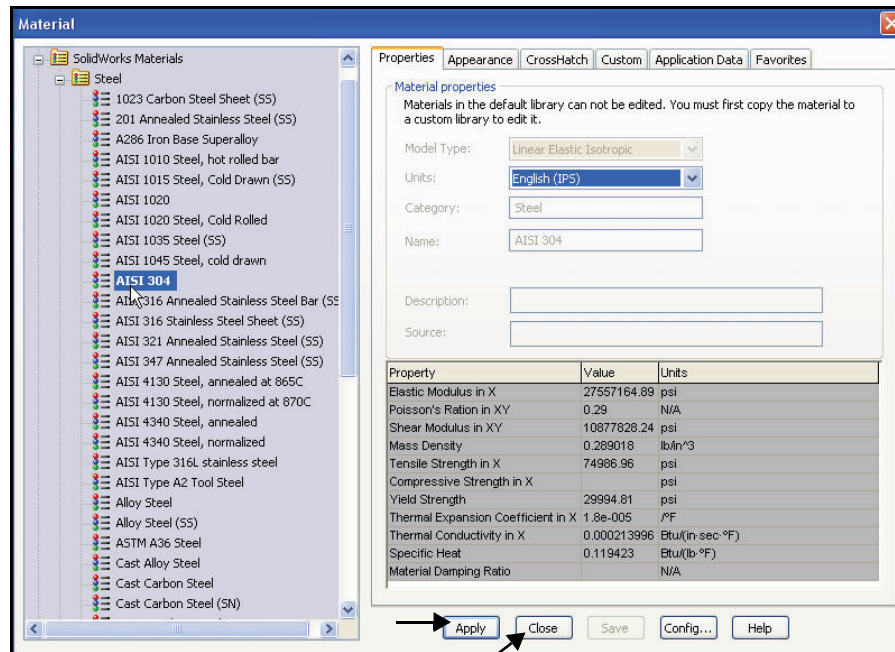 Material
SolidWorks Materials
Steel
1023 Carbon Steel Sheet (SS)
201 Annealed Stainless Steel (SS)
A286 Iron Base Superalloy
AISI 1010 Steel, hot rolled bar
AISI 1015 Steel, Cold Drawn (SS)
AISI 1020
AISI 1020 Steel, Cold Rolled
AISI 1035 Steel (SS)
AISI 1045 Steel, cold drawn
AISI 304
AISI 316 Annealed Stainless Steel Bar (SS
AISI 316 Stainless Steel Sheet (SS)
AISI 321 Annealed Stainless Steel (SS)
AISI 347 Annealed Stainless Steel (SS)
AISI 4130 Steel, annealed at 865C
AISI 4130 Steel, normalized at 870C
AISI 4340 Steel, annealed
AISI 4340 Steel, normalized
AISI Type 316L stainless steel
AISI Type A2 Tool Steel
Alloy Steel
Alloy Steel (SS)
ASTM A36 Steel
Cast Alloy Steel
Cast Carbon Steel
Cast Carbon Steel (SN)
Properties Appearance CrossHatch Custom Application Data Favorites
Material properties
Materials in the default library can not be edited. You must first copy the material to
a custom library to edit it.
Model Type: Linear Elastic Isotropic
Units: English (IPS)
Category: Steel
Name: AISI 304
Description:
Source:
Property Value Units
Elastic Modulus in X 27557164.89 psi
Poisson's Ration in XY 0.29 N/A
Shear Modulus in XY 10877828.24 psi
Mass Density 0.289018 lb/in^3
Tensile Strength in X 74986.96 psi
Compressive Strength in X psi
Yield Strength 29994.81 psi
Thermal Expansion Coefficient in X 1.8e-005 /°F
Thermal Conductivity in X 0.000213996 Btu/(in·sec·°F)
Specific Heat 0.119423 Btu/(lb·°F)
Material Damping Ratio N/A
Apply Close Save Config... Help